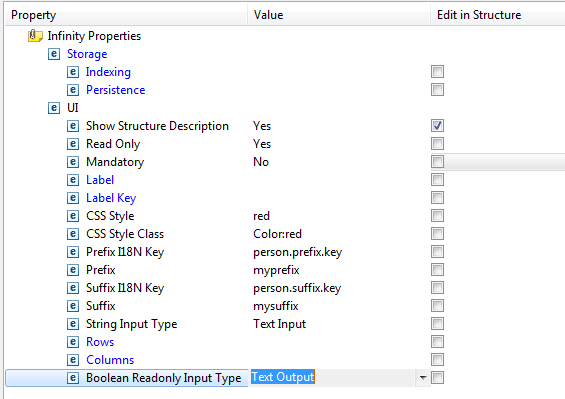 Property Value Edit in Structure
Infinity Properties
Storage
Indexing
Persistence
UI
Show Structure Description Yes
Read Only Yes
Mandatory No
Label
Label Key
CSS Style red
CSS Style Class Color:red
Prefix I18N Key person.prefix.key
Prefix myprefix
Suffix I18N Key person.suffix.key
Suffix mysuffix
String Input Type Text Input
Rows
Columns
Boolean Readonly Input Type Text Output